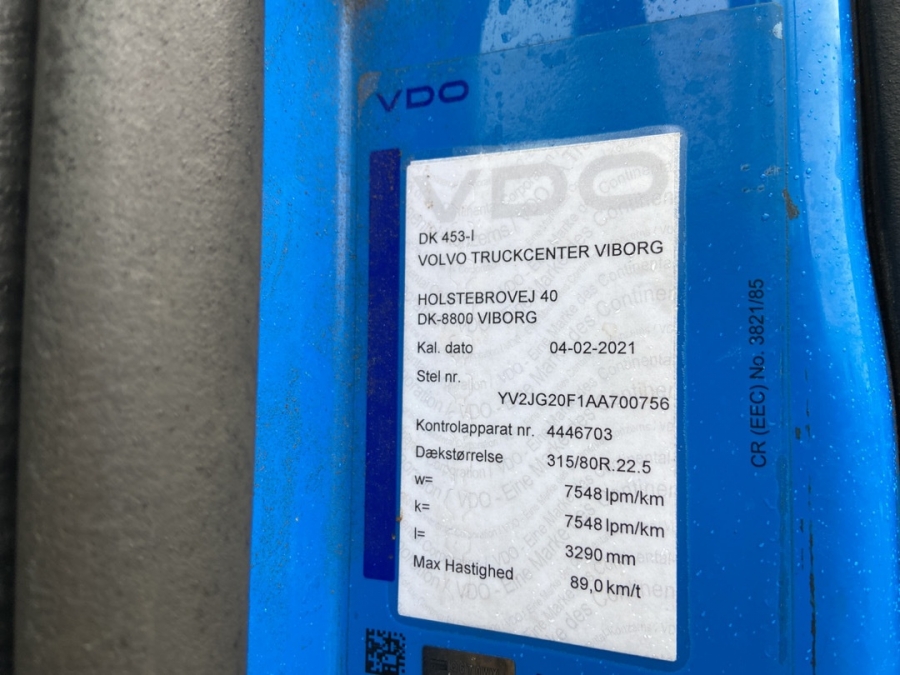 VDO
VDO
DK 453-I
VOLVO TRUCKCENTER VIBORG
HOLSTEBROVEJ 40
DK-8800 VIBORG
Kal. dato 04-02-2021
Stel nr.
YV2JG20F1AA700756
Kontrolapparat nr. 4446703
Dækstørrelse 315/80R.22.5
w= 7548 lpm/km
k= 7548 lpm/km
l= 3290 mm
Max Hastighed 89,0 km/t
CR (EEC) No. 3821/85